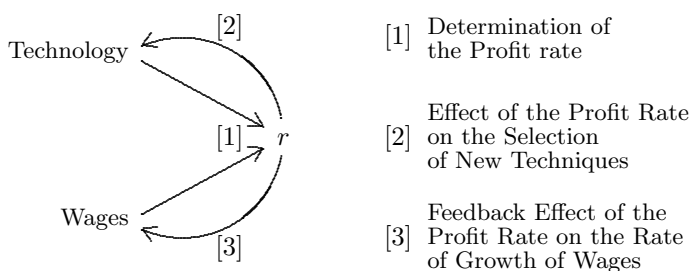 [2]
Technology
[1]
r
Wages
[3]
[1] Determination of
the Profit rate
[2] Effect of the Profit Rate
on the Selection
of New Techniques
[3] Feedback Effect of the
Profit Rate on the Rate
of Growth of Wages